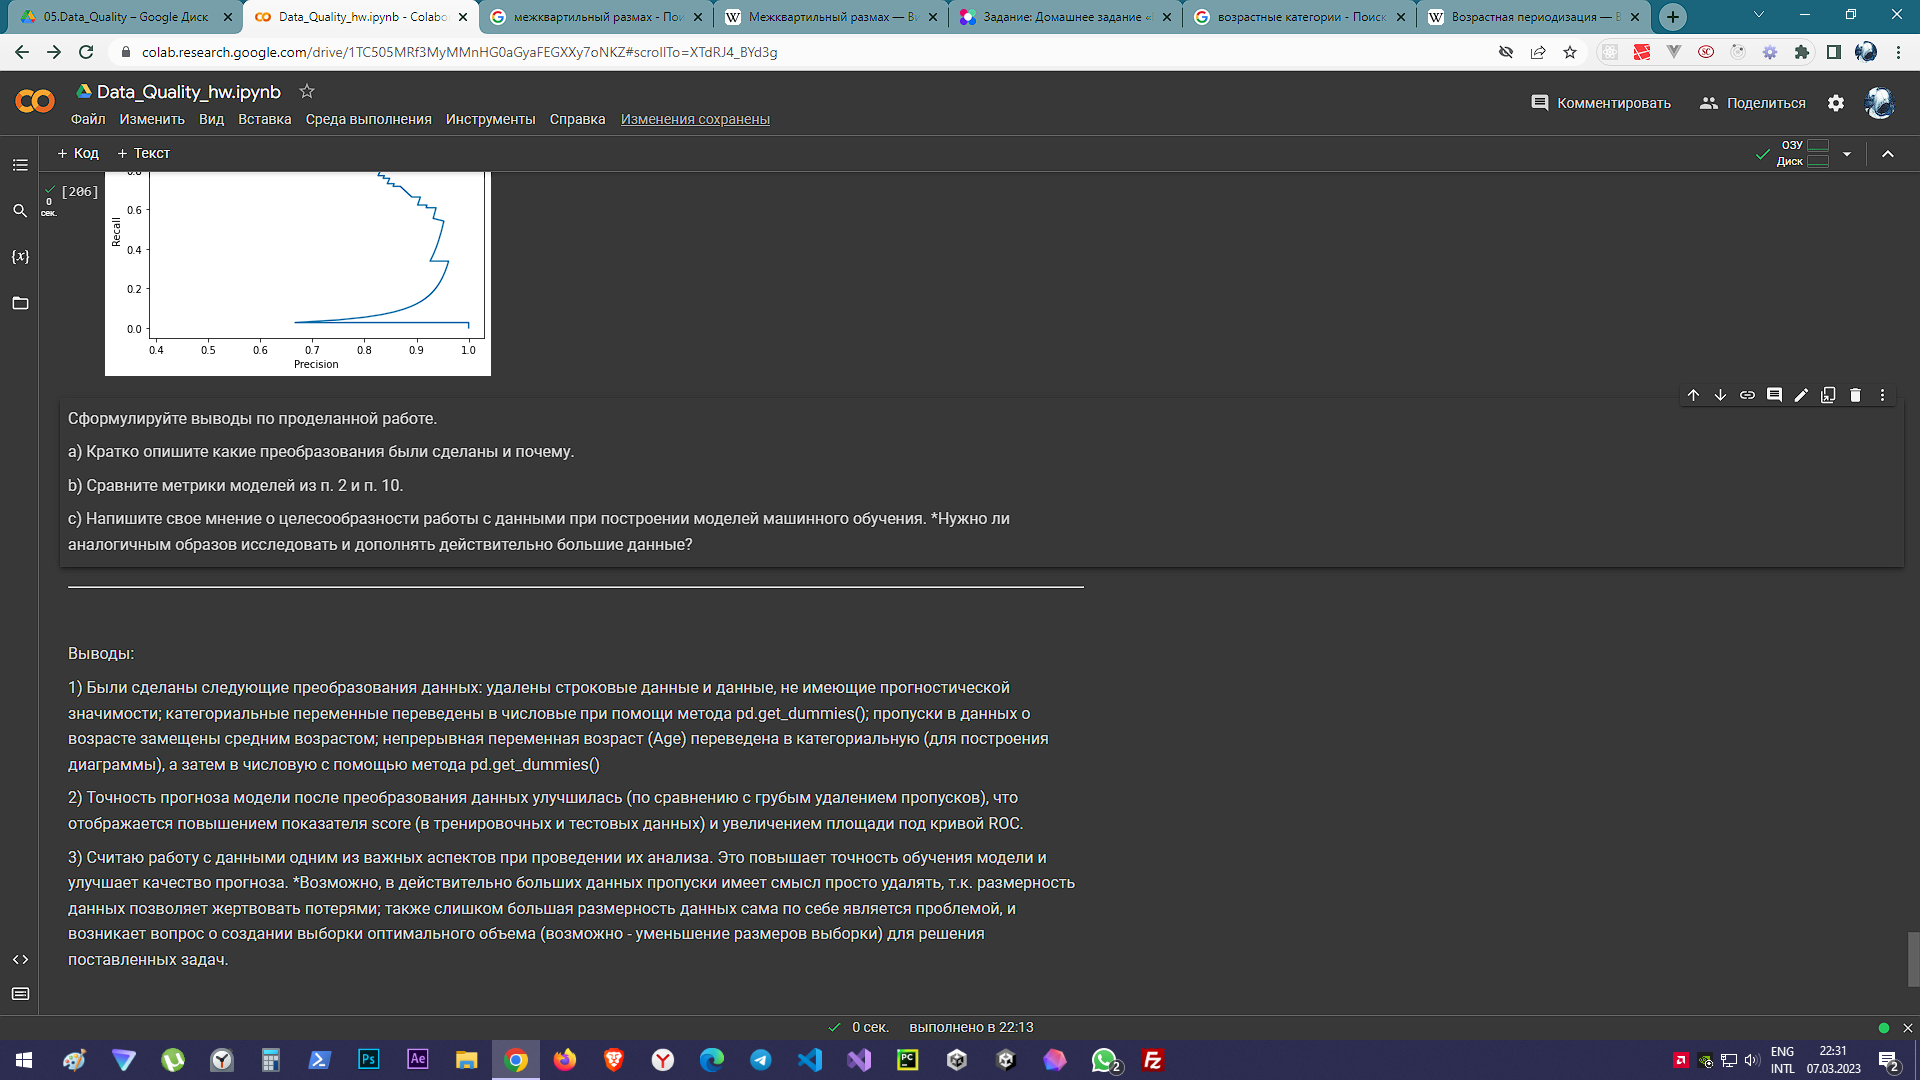 05.Data_Quality – Google Диск
Data_Quality_hw.ipynb - Colabo
межквартильный размах - Пои
Межквартильный размах — Ви
Задание: Домашнее задание «
возрастные категории - Поиск
Возрастная периодизация — В
colab.research.google.com/drive/1TC505MRf3MyMMnHG0aGyaFEGXXy7oNKZ#scrollTo=XTdRJ4_BYd3g
Data_Quality_hw.ipynb
Комментировать
Поделиться
Файл Изменить Вид Вставка Среда выполнения Инструменты Справка Изменения сохранены
+ Код + Текст
ОЗУ
Диск
[206]
0
сек.
0.8
0.6
0.4
0.2
0.0
Recall
0.4 0.5 0.6 0.7 0.8 0.9 1.0
Precision
Сформулируйте выводы по проделанной работе.
a) Кратко опишите какие преобразования были сделаны и почему.
b) Сравните метрики моделей из п. 2 и п. 10.
c) Напишите свое мнение о целесообразности работы с данными при построении моделей машинного обучения. *Нужно ли
аналогичным образов исследовать и дополнять действительно большие данные?
Выводы:
1) Были сделаны следующие преобразования данных: удалены строковые данные и данные, не имеющие прогностической
значимости; категориальные переменные переведены в числовые при помощи метода pd.get_dummies(); пропуски в данных о
возрасте замещены средним возрастом; непрерывная переменная возраст (Age) переведена в категориальную (для построения
диаграммы), а затем в числовую с помощью метода pd.get_dummies()
2) Точность прогноза модели после преобразования данных улучшилась (по сравнению с грубым удалением пропусков), что
отображается повышением показателя score (в тренировочных и тестовых данных) и увеличением площади под кривой ROC.
3) Считаю работу с данными одним из важных аспектов при проведении их анализа. Это повышает точность обучения модели и
улучшает качество прогноза. *Возможно, в действительно больших данных пропуски имеет смысл просто удалять, т.к. размерность
данных позволяет жертвовать потерями; также слишком большая размерность данных сама по себе является проблемой, и
возникает вопрос о создании выборки оптимального объема (возможно - уменьшение размеров выборки) для решения
поставленных задач.
0 сек. выполнено в 22:13
ENG
INTL
22:31
07.03.2023
2
2